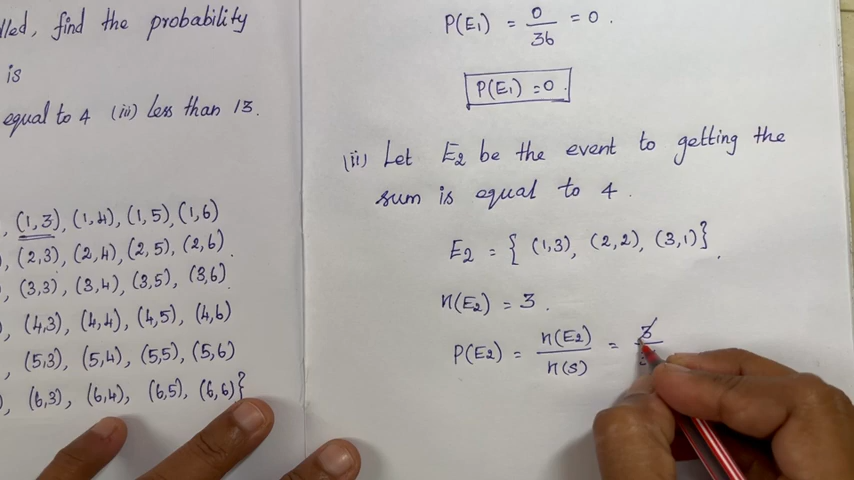 lled, find the probability
is
equal to 4 (iii) less than 13.
, (1,3), (1,4), (1,5), (1,6)
), (2,3), (2,4), (2,5), (2,6).
), (3,3), (3,4), (3,5), (3,6)
), (4,3), (4,4), (4,5), (4,6)
, (5,3), (5,4), (5,5), (5,6)
), (6,3), (6,4), (6,5), (6,6)}
P(E1) = 0/36 = 0.
P(E1) = 0.
(ii) Let E2 be the event to getting the
sum is equal to 4.
E2 = { (1,3), (2,2), (3,1)}.
n(E2) = 3.
P(E2) = n(E2)/n(S) = 3/